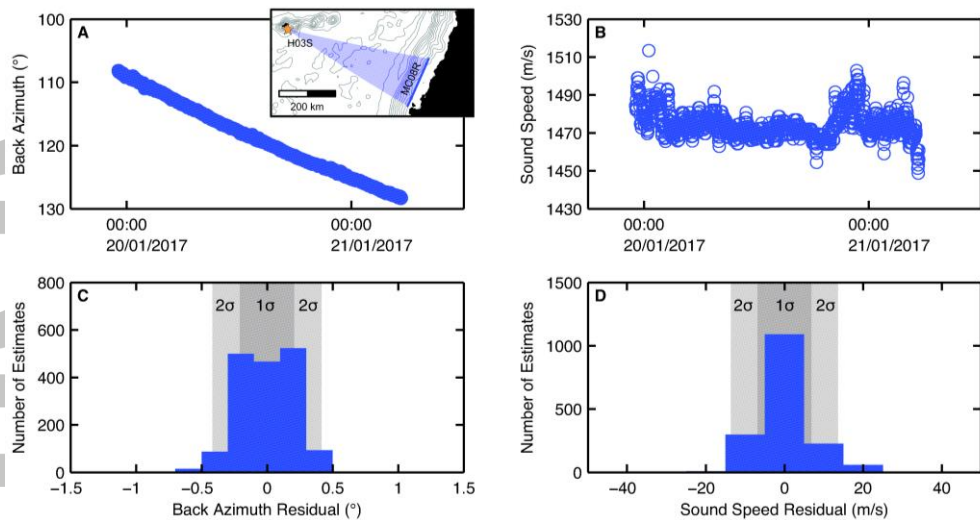 A
100
110
120
130
Back Azimuth (°)
00:00
20/01/2017
00:00
21/01/2017
H03S
MC08R
200 km
B
1530
1510
1490
1470
1450
1430
Sound Speed (m/s)
00:00
20/01/2017
00:00
21/01/2017
C
2σ 1σ 2σ
800
600
400
200
0
Number of Estimates
−1.5 −1 −0.5 0 0.5 1 1.5
Back Azimuth Residual (°)
D
2σ 1σ 2σ
1500
1000
500
0
Number of Estimates
−40 −20 0 20 40
Sound Speed Residual (m/s)